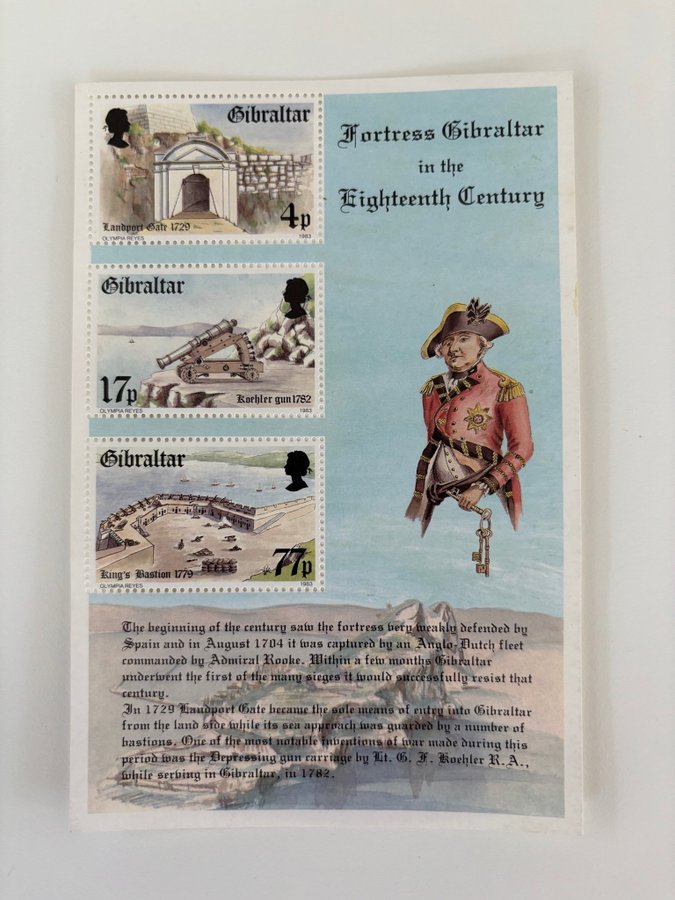 Gibraltar
Landport Gate 1729
4p
OLYMPIA REYES
1983
Gibraltar
17p
Koehler gun 1782
OLYMPIA REYES
1983
Gibraltar
King's Bastion 1779
77p
OLYMPIA REYES
1983
Fortress Gibraltar
in the
Eighteenth Century
The beginning of the century saw the fortress very weakly defended by
Spain and in August 1704 it was captured by an Anglo-Dutch fleet
commanded by Admiral Rooke. Within a few months Gibraltar
underwent the first of the many sieges it would successfully resist that
century.
In 1729 Landport Gate became the sole means of entry into Gibraltar
from the land side while its sea approach was guarded by a number of
bastions. One of the most notable inventions of war made during this
period was the Depressing gun carriage by Lt. G. F. Koehler R.A.,
while serving in Gibraltar, in 1782.